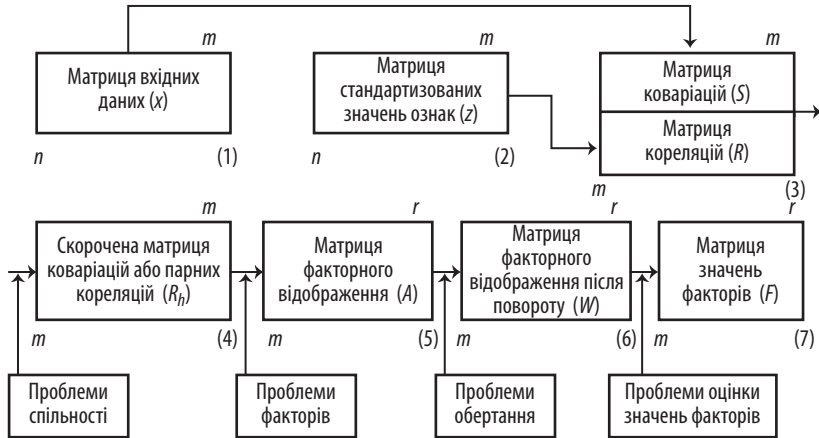 m
m
m
Матриця вхідних
даних (x)
n
(1)
Матриця
стандартизованих
значень ознак (z)
n
(2)
Матриця
коваріацій (S)
Матриця
кореляцій (R)
m
(3)
m
r
r
r
Скорочена матриця
коваріацій або парних
кореляцій (Rh)
m
(4)
Матриця
факторного
відображення (A)
m
(5)
Матриця
факторного
відображення після
повороту (W)
m
(6)
Матриця
значень
факторів (F)
m
(7)
Проблеми
спільності
Проблеми
факторів
Проблеми
обертання
Проблеми оцінки
значень факторів